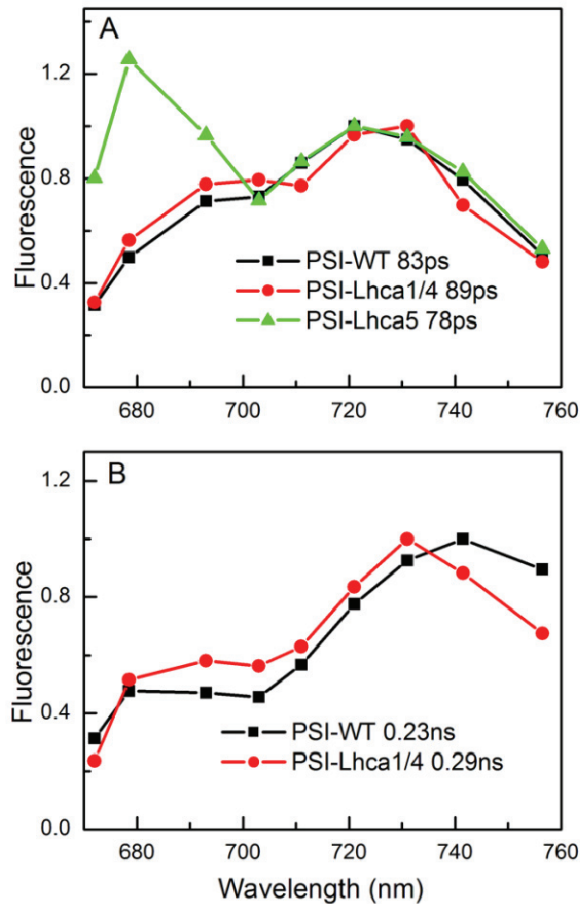 A
1.2
0.8
0.4
0.0
Fluorescence
PSI-WT 83ps
PSI-Lhca1/4 89ps
PSI-Lhca5 78ps
680 700 720 740 760
B
1.2
0.8
0.4
0.0
Fluorescence
PSI-WT 0.23ns
PSI-Lhca1/4 0.29ns
680 700 720 740 760
Wavelength (nm)